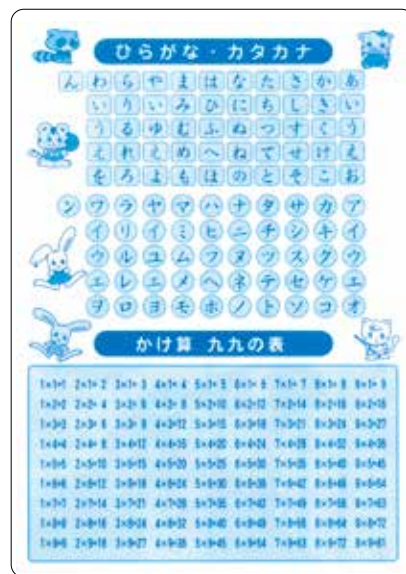 ひらがな・カタカナ
ん わ ら や ま は な た さ か あ
い り い み ひ に ち し き い
う る ゆ む ふ ぬ つ す く う
え れ え め へ ね て せ け え
を ろ よ も ほ の と そ こ お
ン ワ ラ ヤ マ ハ ナ タ サ カ ア
イ リ イ ミ ヒ ニ チ シ キ イ
ウ ル ユ ム フ ヌ ツ ス ク ウ
エ レ エ メ ヘ ネ テ セ ケ エ
ヲ ロ ヨ モ ホ ノ ト ソ コ オ
かけ算 九九の表
1×1=1 2×1= 2 3×1= 3 4×1= 4 5×1= 5 6×1= 6 7×1= 7 8×1= 8 9×1= 9
1×2=2 2×2= 4 3×2= 6 4×2= 8 5×2=10 6×2=12 7×2=14 8×2=16 9×2=18
1×3=3 2×3= 6 3×3= 9 4×3=12 5×3=15 6×3=18 7×3=21 8×3=24 9×3=27
1×4=4 2×4= 8 3×4=12 4×4=16 5×4=20 6×4=24 7×4=28 8×4=32 9×4=36
1×5=5 2×5=10 3×5=15 4×5=20 5×5=25 6×5=30 7×5=35 8×5=40 9×5=45
1×6=6 2×6=12 3×6=18 4×6=24 5×6=30 6×6=36 7×6=42 8×6=48 9×6=54
1×7=7 2×7=14 3×7=21 4×7=28 5×7=35 6×7=42 7×7=49 8×7=56 9×7=63
1×8=8 2×8=16 3×8=24 4×8=32 5×8=40 6×8=48 7×8=56 8×8=64 9×8=72
1×9=9 2×9=18 3×9=27 4×9=36 5×9=45 6×9=54 7×9=63 8×9=72 9×9=81